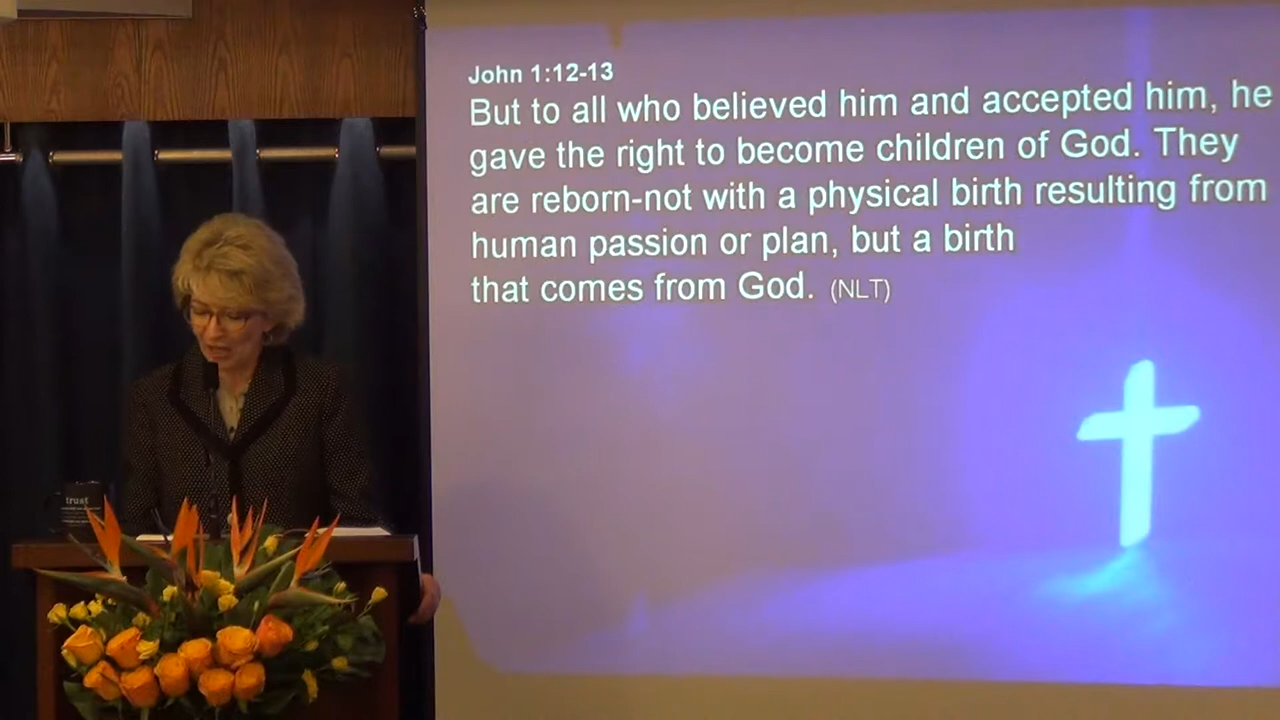 John 1:12-13
But to all who believed him and accepted him, he
gave the right to become children of God. They
are reborn-not with a physical birth resulting from
human passion or plan, but a birth
that comes from God. (NLT)
trust